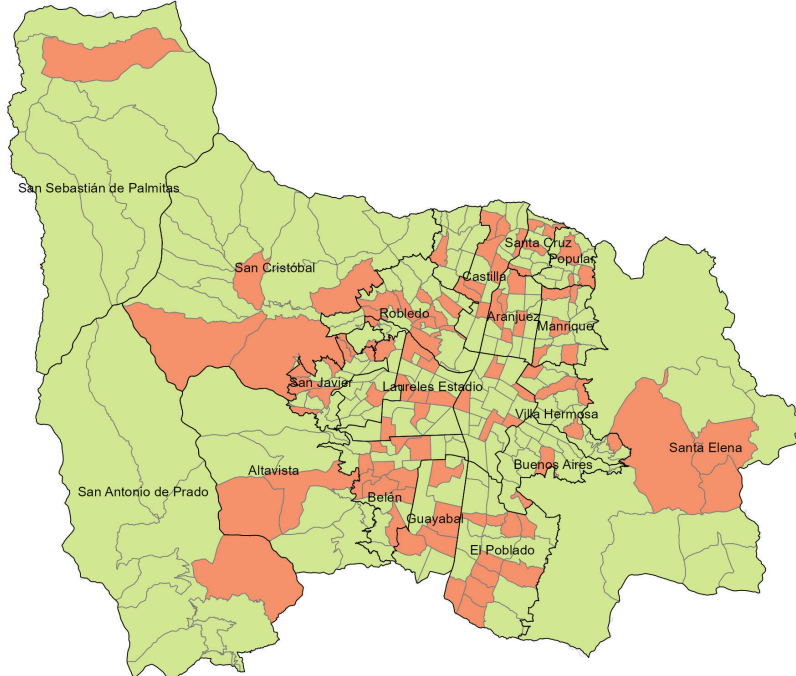 San Sebastián de Palmitas
Santa Cruz
Popular
San Cristóbal
Castilla
Robledo
Aranjuez
Manrique
San Javier
Laureles Estadio
Villa Hermosa
Santa Elena
Buenos Aires
Altavista
San Antonio de Prado
Belén
Guayabal
El Poblado